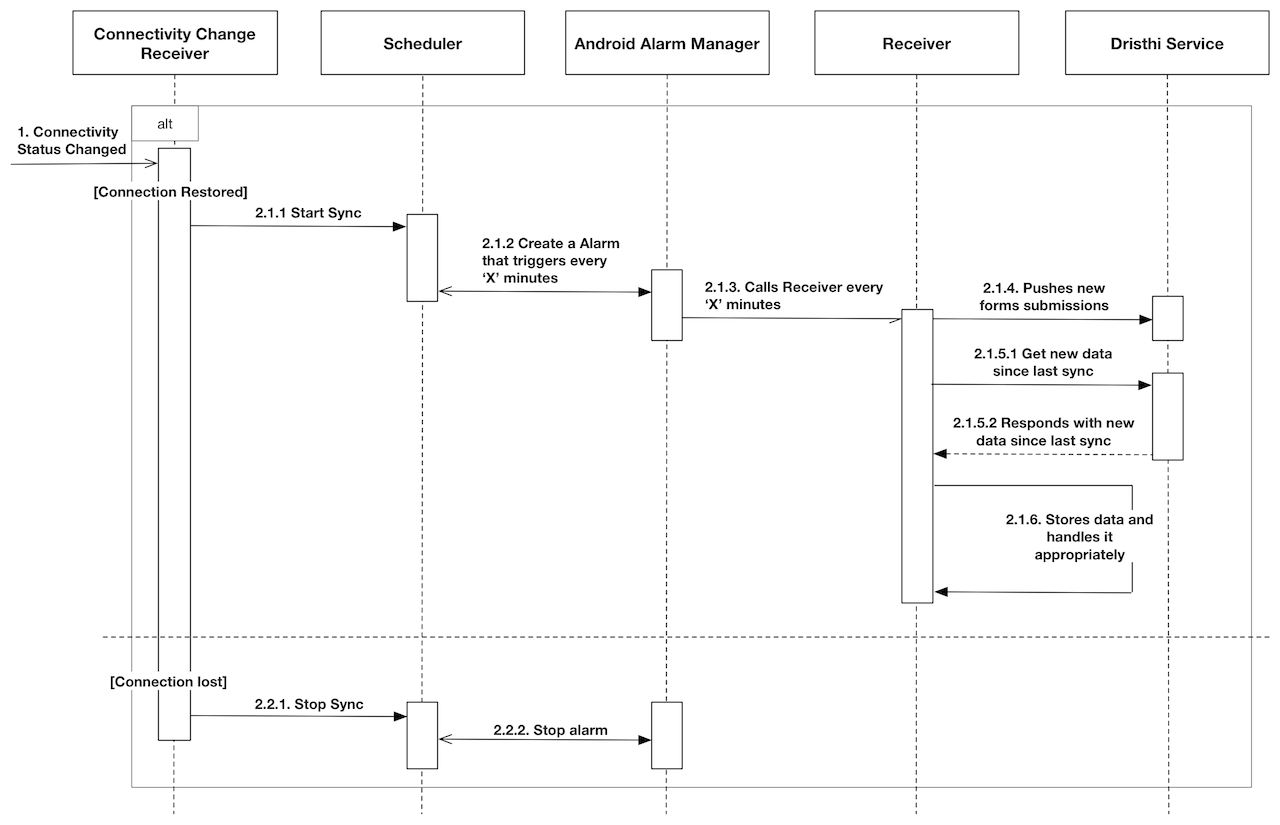 Connectivity Change
Receiver
Scheduler
Android Alarm Manager
Receiver
Dristhi Service
alt
1. Connectivity
Status Changed
[Connection Restored]
2.1.1 Start Sync
2.1.2 Create a Alarm
that triggers every
‘X’ minutes
2.1.3. Calls Receiver every
‘X’ minutes
2.1.4. Pushes new
forms submissions
2.1.5.1 Get new data
since last sync
2.1.5.2 Responds with new
data since last sync
2.1.6. Stores data and
handles it
appropriately
[Connection lost]
2.2.1. Stop Sync
2.2.2. Stop alarm